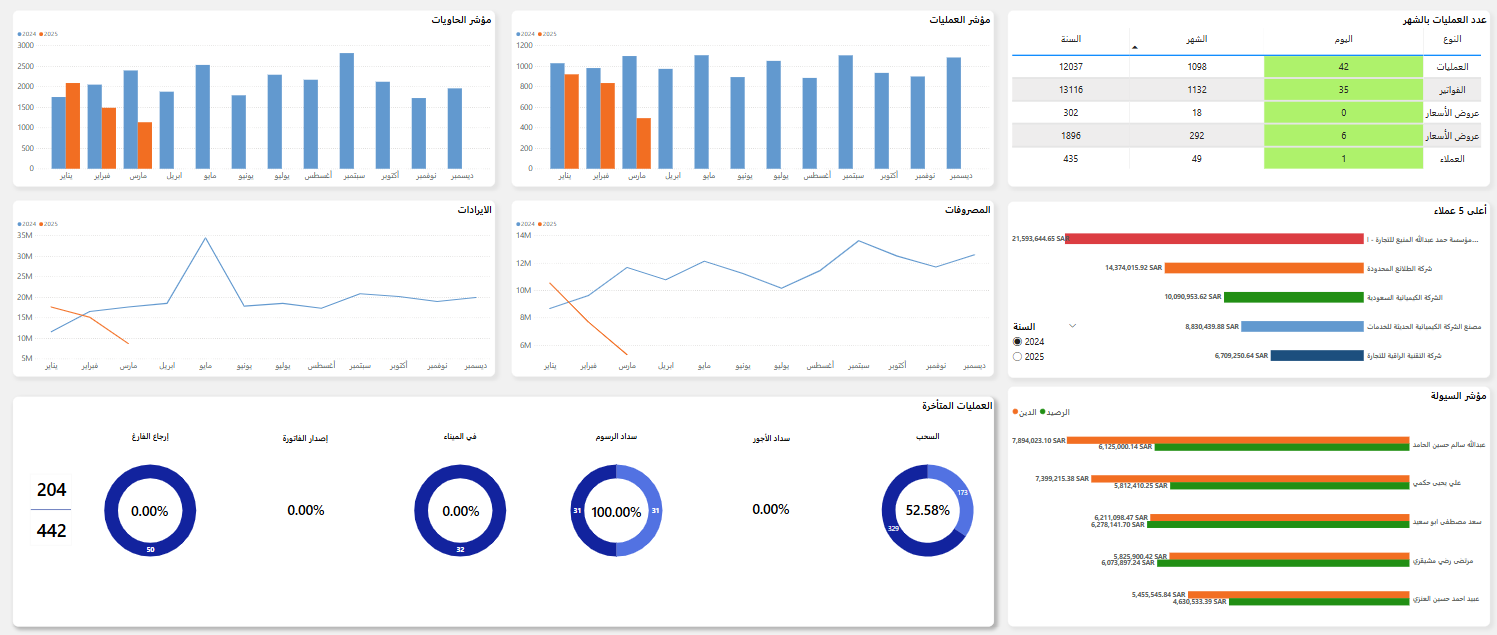 عدد العمليات بالشهر
النوع اليوم الشهر السنة
العمليات 42 1098 12037
الفواتير 35 1132 13116
عروض الأسعار 0 18 302
عروض الأسعار 6 292 1896
العملاء 1 49 435
مؤشر العمليات
2024 2025
1200
1000
800
600
400
200
0
يناير فبراير مارس ابريل مايو يونيو يوليو أغسطس سبتمبر أكتوبر نوفمبر ديسمبر
مؤشر الحاويات
2024 2025
3000
2500
2000
1500
1000
500
0
يناير فبراير مارس ابريل مايو يونيو يوليو أغسطس سبتمبر أكتوبر نوفمبر ديسمبر
أعلى 5 عملاء
مؤسسة حمد عبدالله المنيع للتجارة - ا... 21,593,644.65 SAR
شركة الطلائع المحدودة 14,374,015.92 SAR
الشركة الكيميائية السعودية 10,090,953.62 SAR
مصنع الشركة الكيميائية الحديثة للخدمات 8,830,439.88 SAR
شركة التقنية الراقية للتجارة 6,709,250.64 SAR
السنة
2024
2025
المصروفات
2024 2025
14M
12M
10M
8M
6M
يناير فبراير مارس ابريل مايو يونيو يوليو أغسطس سبتمبر أكتوبر نوفمبر ديسمبر
الايرادات
2024 2025
35M
30M
25M
20M
15M
10M
5M
يناير فبراير مارس ابريل مايو يونيو يوليو أغسطس سبتمبر أكتوبر نوفمبر ديسمبر
مؤشر السيولة
الرصيد الدين
عبدالله سالم حسين الحامد 7,894,023.10 SAR
6,125,000.14 SAR
علي يحيى حكمي 7,399,215.38 SAR
5,812,410.25 SAR
سعد مصطفى ابو سعيد 6,211,098.47 SAR
6,278,141.70 SAR
مرتضى رضي مشيقري 5,825,900.42 SAR
6,073,897.24 SAR
عبيد احمد حسين العنزي 5,455,545.84 SAR
4,630,533.39 SAR
العمليات المتأخرة
السحب
52.58%
173
329
سداد الأجور
0.00%
سداد الرسوم
100.00%
31
31
في الميناء
0.00%
32
إصدار الفاتورة
0.00%
إرجاع الفارغ
0.00%
50
204
442